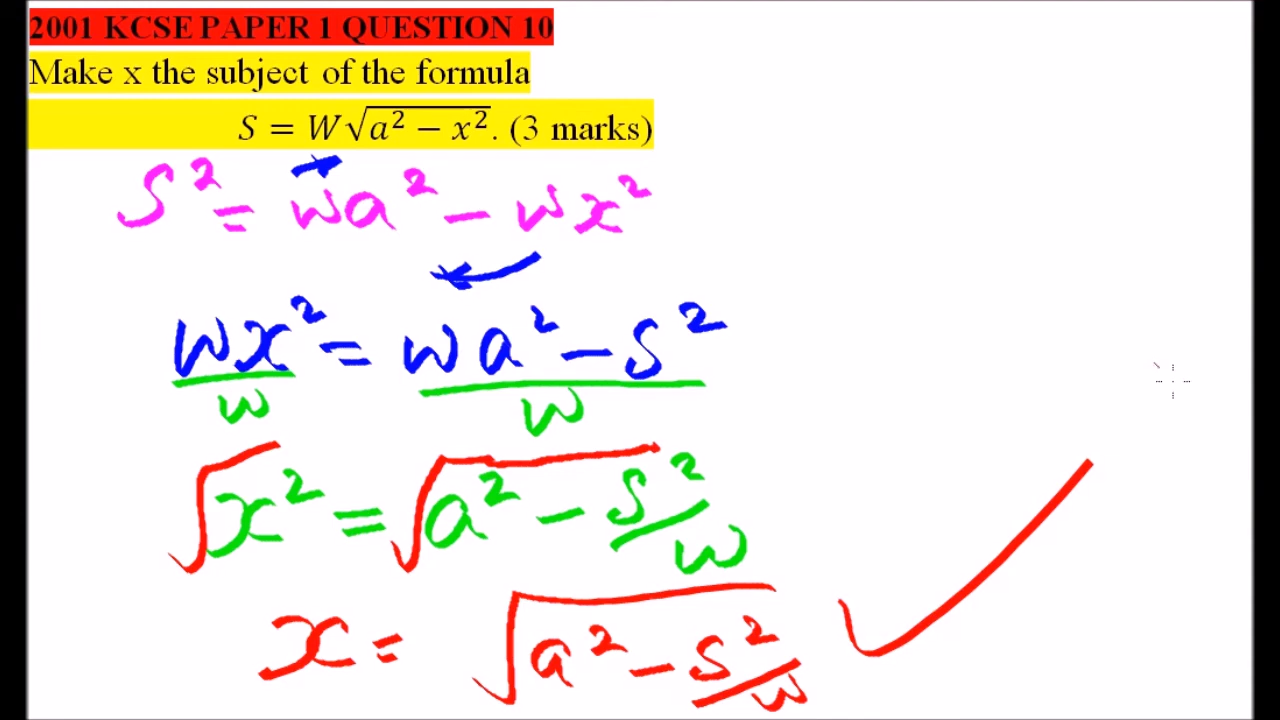 2001 KCSE PAPER 1 QUESTION 10
Make x the subject of the formula
S = W√(a² − x²). (3 marks)
S² = wa² − wx²
wx²/w = (wa² − s²)/w
√x² = √(a² − s²/w)
x = √(a² − s²/w)